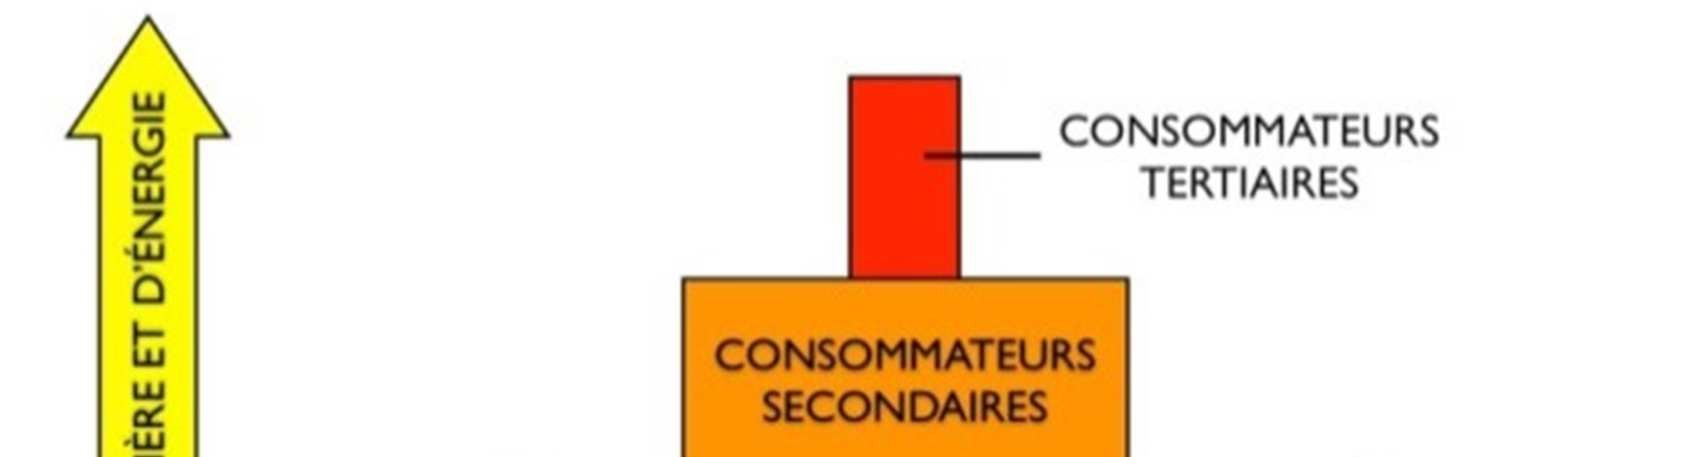 ÈRE ET D'ÉNERGIE
CONSOMMATEURS
TERTIAIRES
CONSOMMATEURS
SECONDAIRES